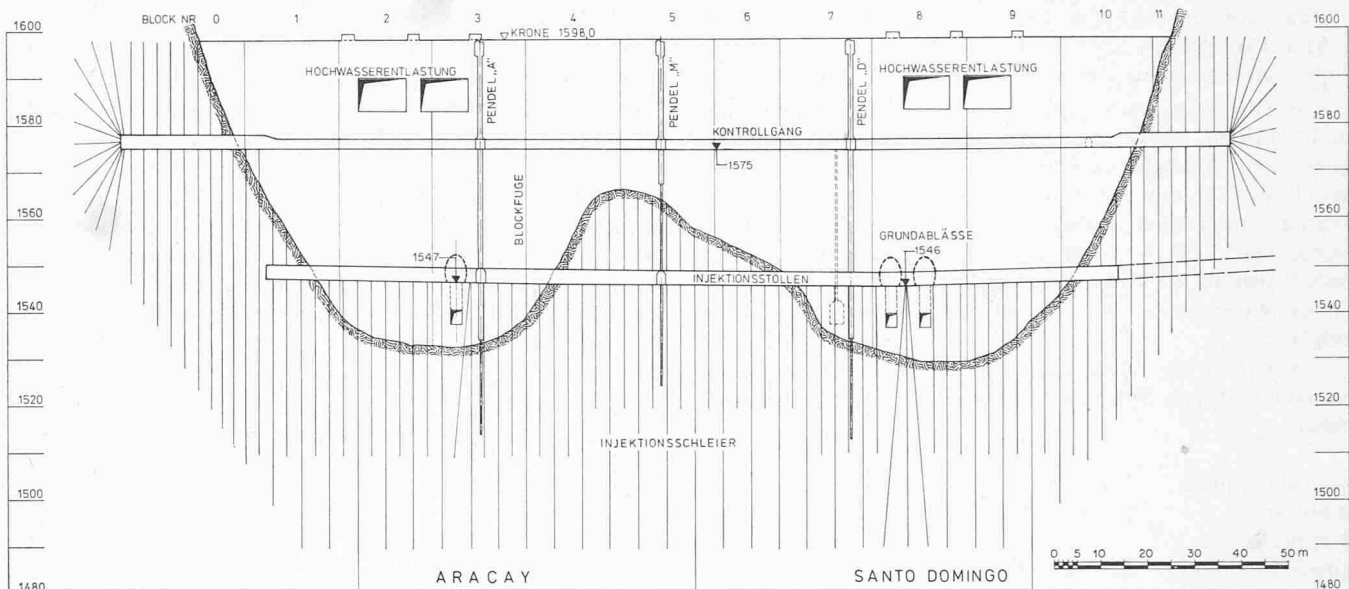 BLOCK NR. 0 1 2 3 4 5 6 7 8 9 10 11
1600 1600
KRONE 1598,0
HOCHWASSERENTLASTUNG HOCHWASSERENTLASTUNG
PENDEL „A"
PENDEL „M"
PENDEL „D"
1580 1580
KONTROLLGANG
1575
BLOCKFUGE
1560 1560
GRUNDABLÄSSE
1547 1546
INJEKTIONSSTOLLEN
1540 1540
1520 1520
INJEKTIONSSCHLEIER
1500 1500
0 5 10 20 30 40 50 m
ARACAY SANTO DOMINGO
1480 1480